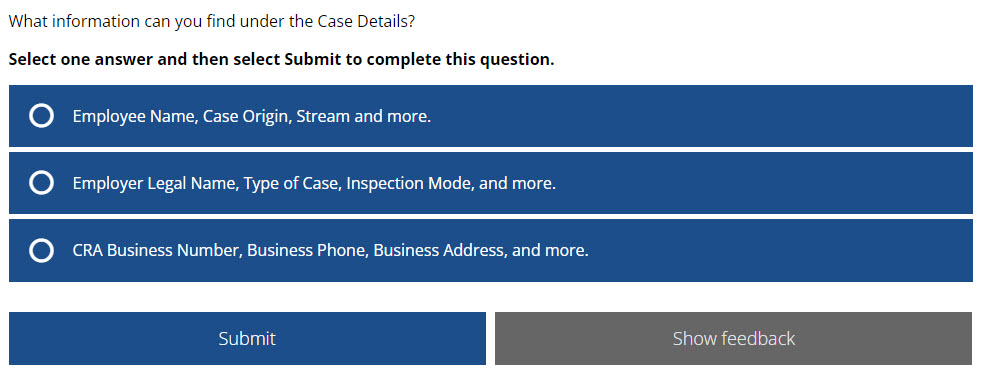 What information can you find under the Case Details?
Select one answer and then select Submit to complete this question.
Employee Name, Case Origin, Stream and more.
Employer Legal Name, Type of Case, Inspection Mode, and more.
CRA Business Number, Business Phone, Business Address, and more.
Submit
Show feedback